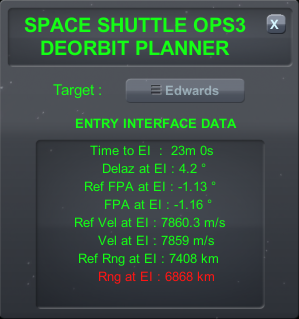 SPACE SHUTTLE OPS3
DEORBIT PLANNER
X
Target : Edwards
ENTRY INTERFACE DATA
Time to EI : 23m 0s
Delaz at EI : 4.2 °
Ref FPA at EI : -1.13 °
FPA at EI : -1.16 °
Ref Vel at EI : 7860.3 m/s
Vel at EI : 7859 m/s
Ref Rng at EI : 7408 km
Rng at EI : 6868 km